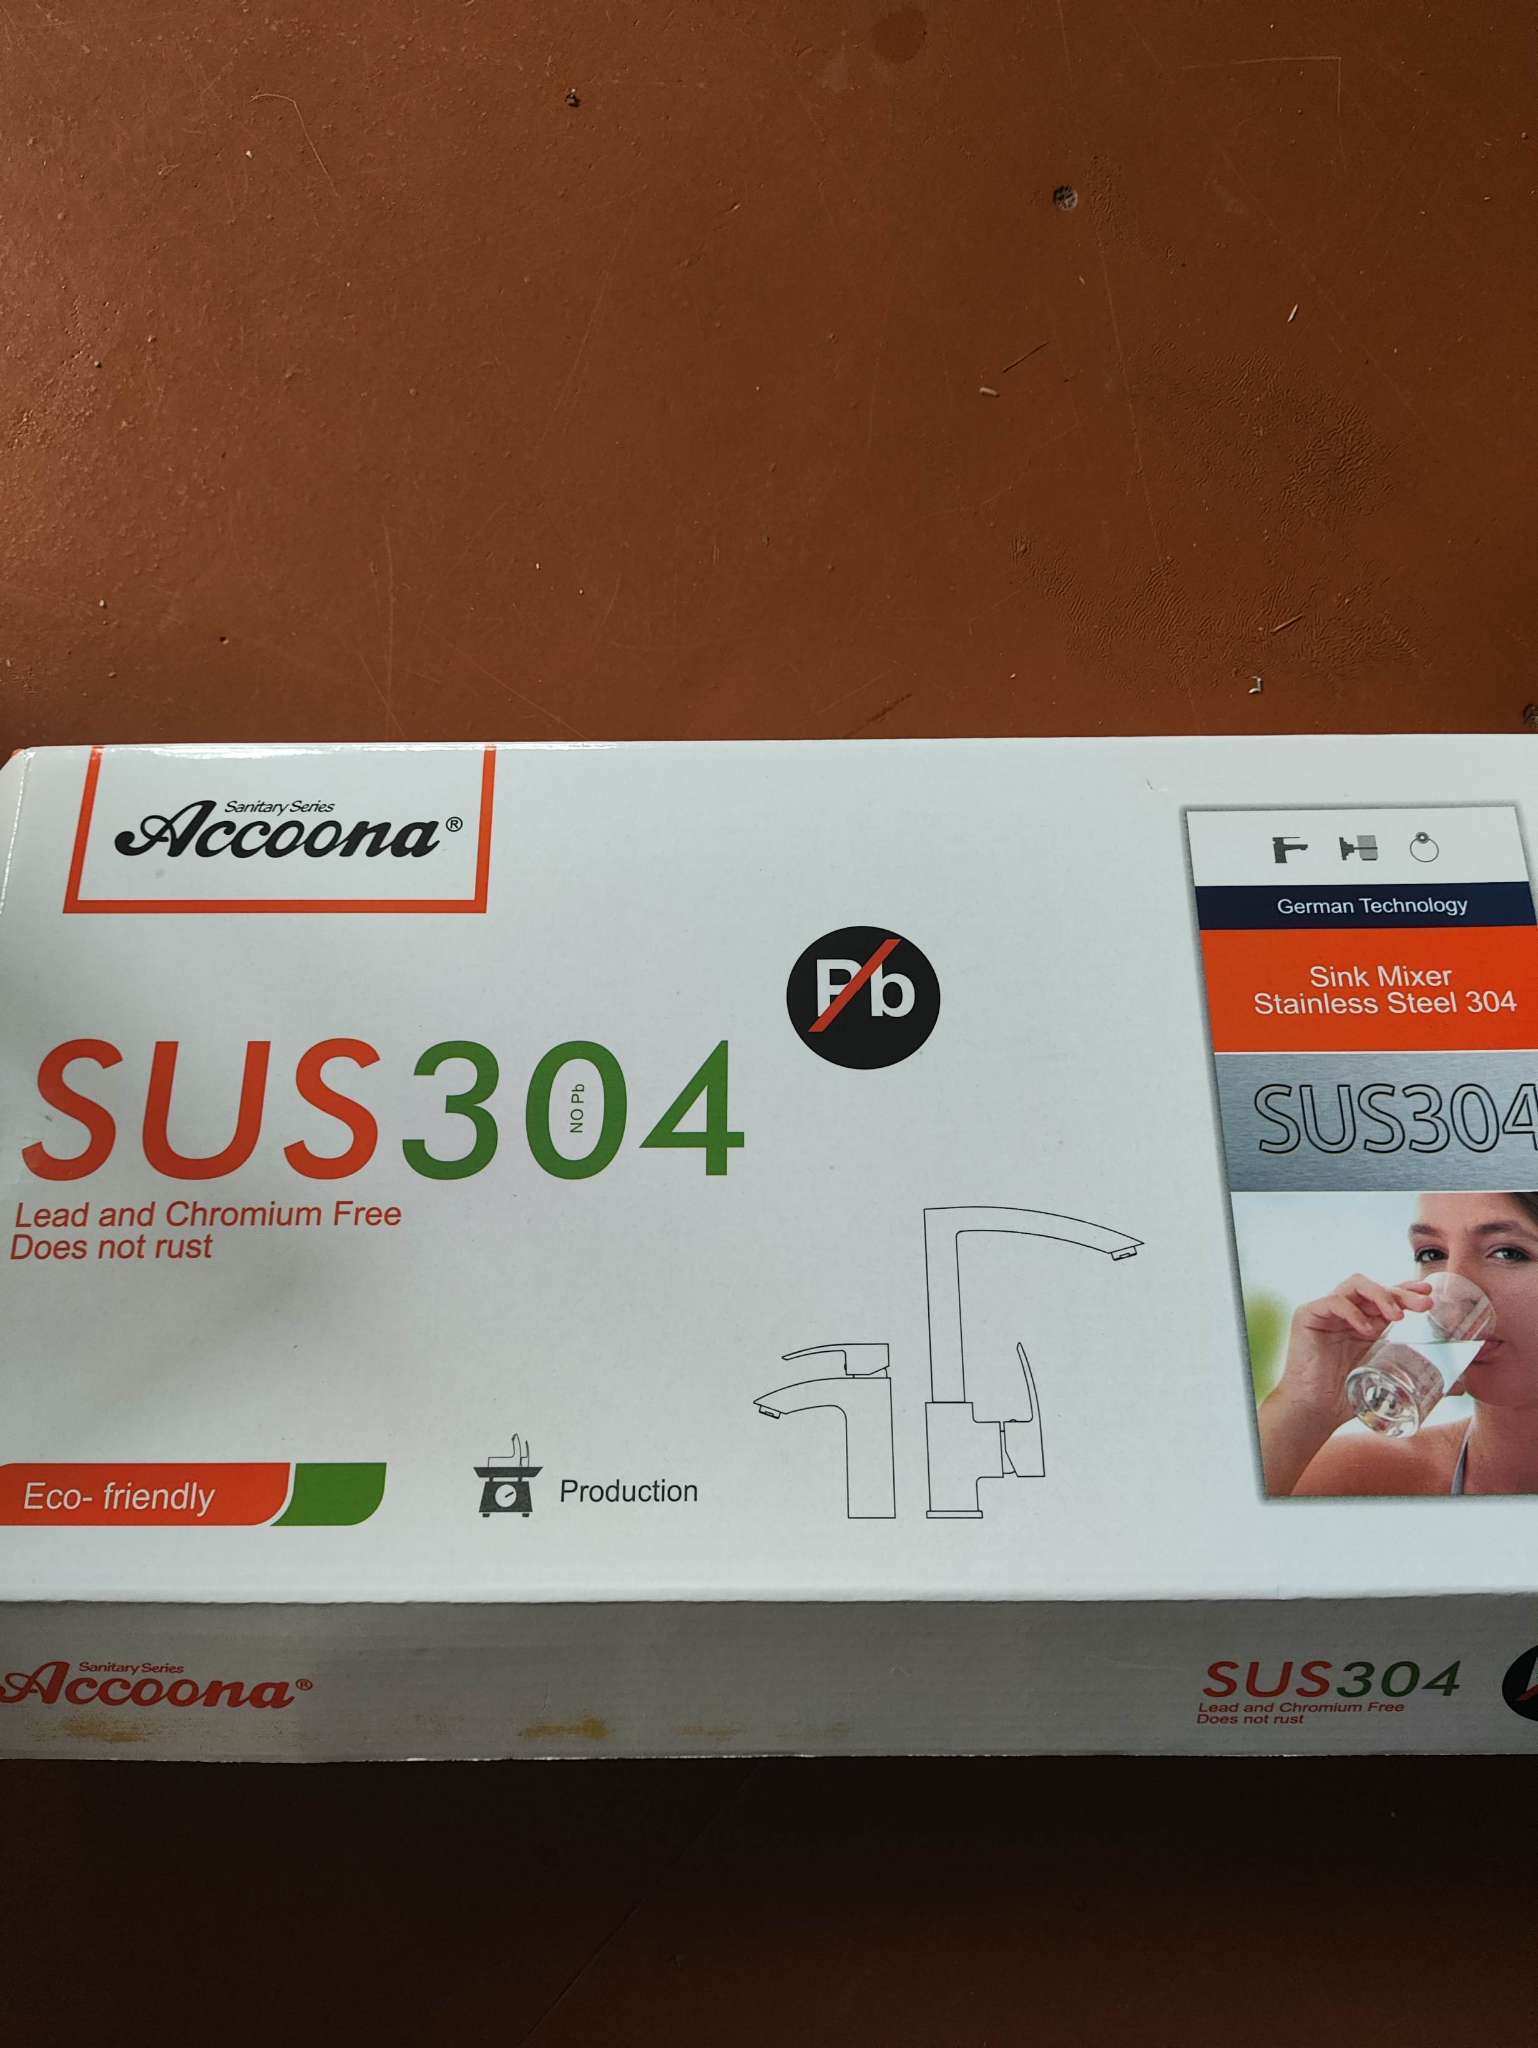 Sanitary Series
Accoona®
Pb
German Technology
Sink Mixer
Stainless Steel 304
SUS304
SUS304
NO Pb
Lead and Chromium Free
Does not rust
Eco- friendly
Production
Sanitary Series
Accoona®
SUS304
Lead and Chromium Free
Does not rust